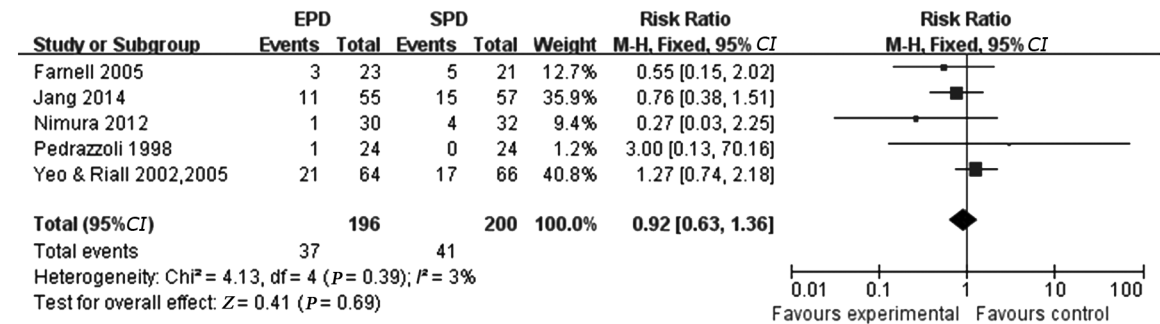 EPD SPD Risk Ratio Risk Ratio
Study or Subgroup Events Total Events Total Weight M-H, Fixed, 95% CI M-H, Fixed, 95% CI
Farnell 2005 3 23 5 21 12.7% 0.55 [0.15, 2.02]
Jang 2014 11 55 15 57 35.9% 0.76 [0.38, 1.51]
Nimura 2012 1 30 4 32 9.4% 0.27 [0.03, 2.25]
Pedrazzoli 1998 1 24 0 24 1.2% 3.00 [0.13, 70.16]
Yeo & Riall 2002,2005 21 64 17 66 40.8% 1.27 [0.74, 2.18]
Total (95%CI) 196 200 100.0% 0.92 [0.63, 1.36]
Total events 37 41
Heterogeneity: Chi² = 4.13, df = 4 (P = 0.39); I² = 3%
Test for overall effect: Z = 0.41 (P = 0.69)
0.01 0.1 1 10 100
Favours experimental Favours control